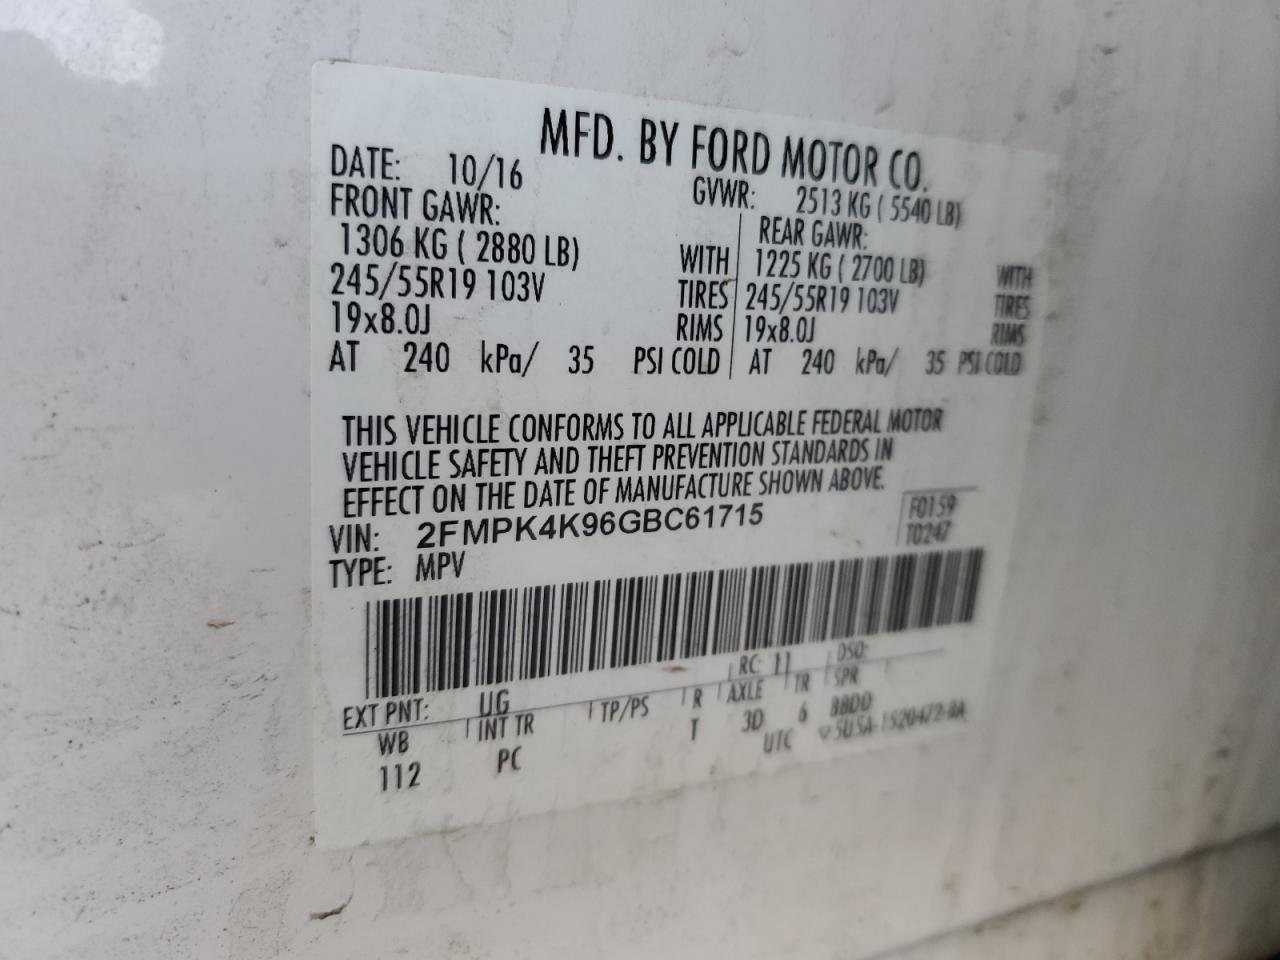 MFD. BY FORD MOTOR CO.
DATE: 10/16 GVWR: 2513 KG ( 5540 LB)
FRONT GAWR: REAR GAWR:
1306 KG ( 2880 LB) WITH 1225 KG ( 2700 LB) WITH
245/55R19 103V TIRES 245/55R19 103V TIRES
19x8.0J RIMS 19x8.0J RIMS
AT 240 kPa/ 35 PSI COLD AT 240 kPa/ 35 PSI COLD
THIS VEHICLE CONFORMS TO ALL APPLICABLE FEDERAL MOTOR
VEHICLE SAFETY AND THEFT PREVENTION STANDARDS IN
EFFECT ON THE DATE OF MANUFACTURE SHOWN ABOVE.
VIN: 2FMPK4K96GBC61715 F0159
TYPE: MPV T0247
EXT PNT: UG RC: 11 DSO:
WB INT TR TP/PS R AXLE TR SPR
112 PC T 3D 6 BBDD
UTC